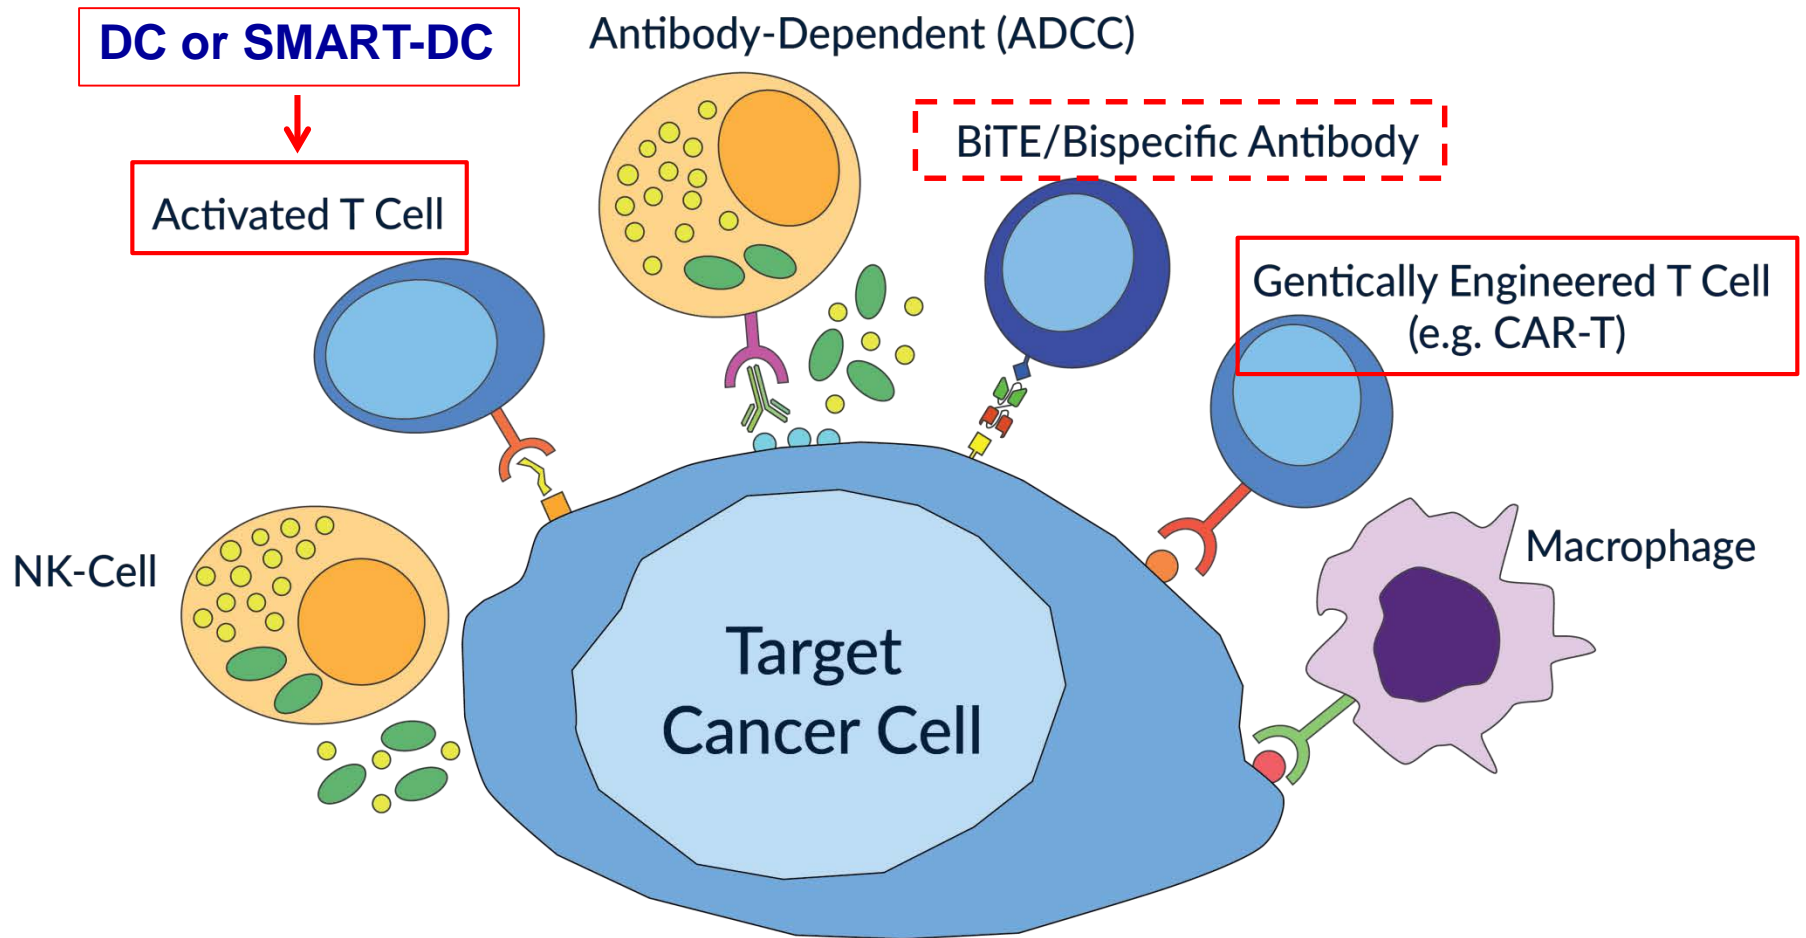 DC or SMART-DC
Antibody-Dependent (ADCC)
BiTE/Bispecific Antibody
Activated T Cell
Gentically Engineered T Cell
(e.g. CAR-T)
NK-Cell
Macrophage
Target
Cancer Cell